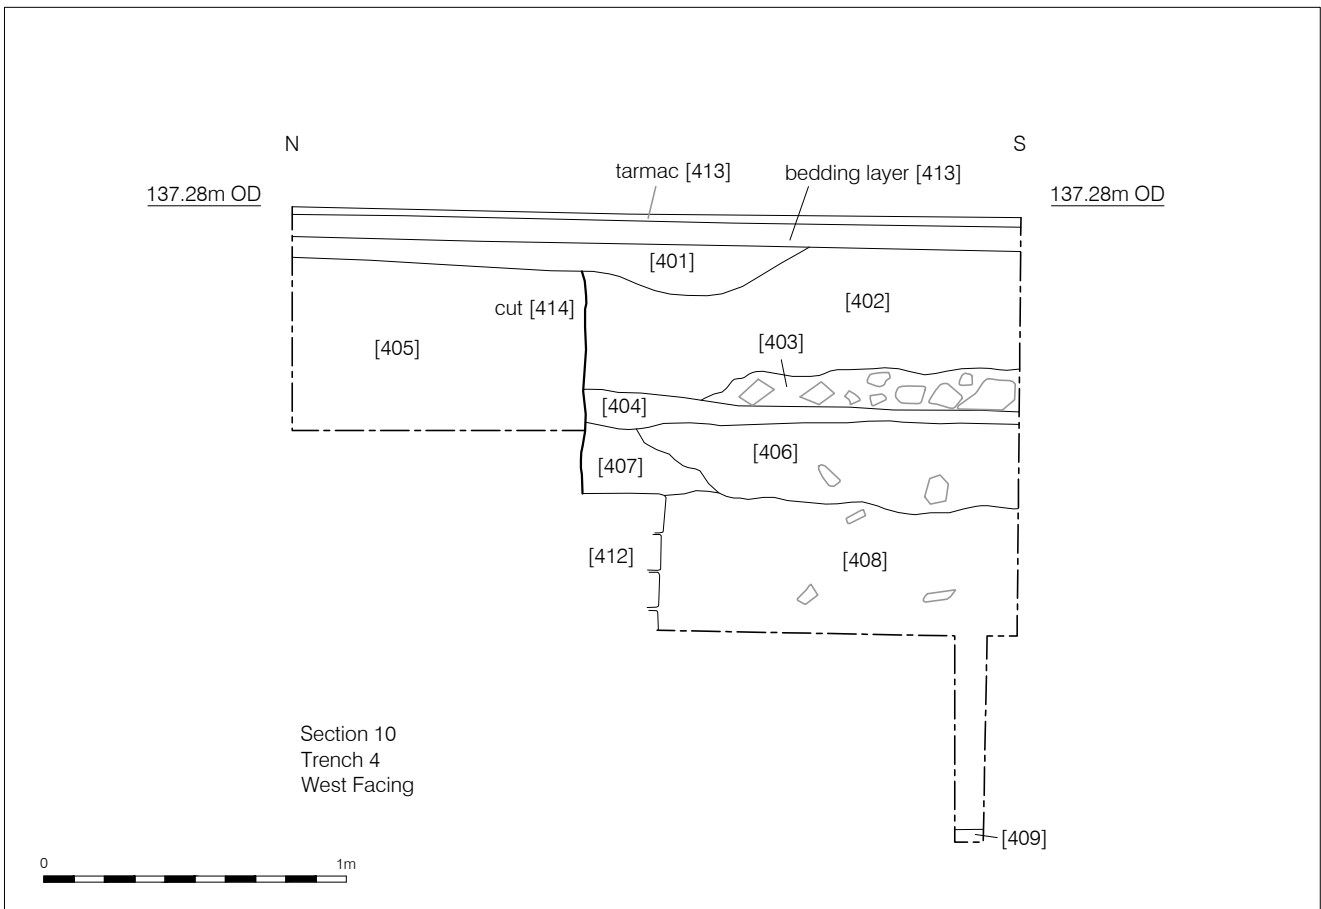 N
S
tarmac [413]
bedding layer [413]
137.28m OD
137.28m OD
[401]
[402]
cut [414]
[403]
[405]
[404]
[406]
[407]
[412]
[408]
Section 10
Trench 4
West Facing
[409]
0
1m